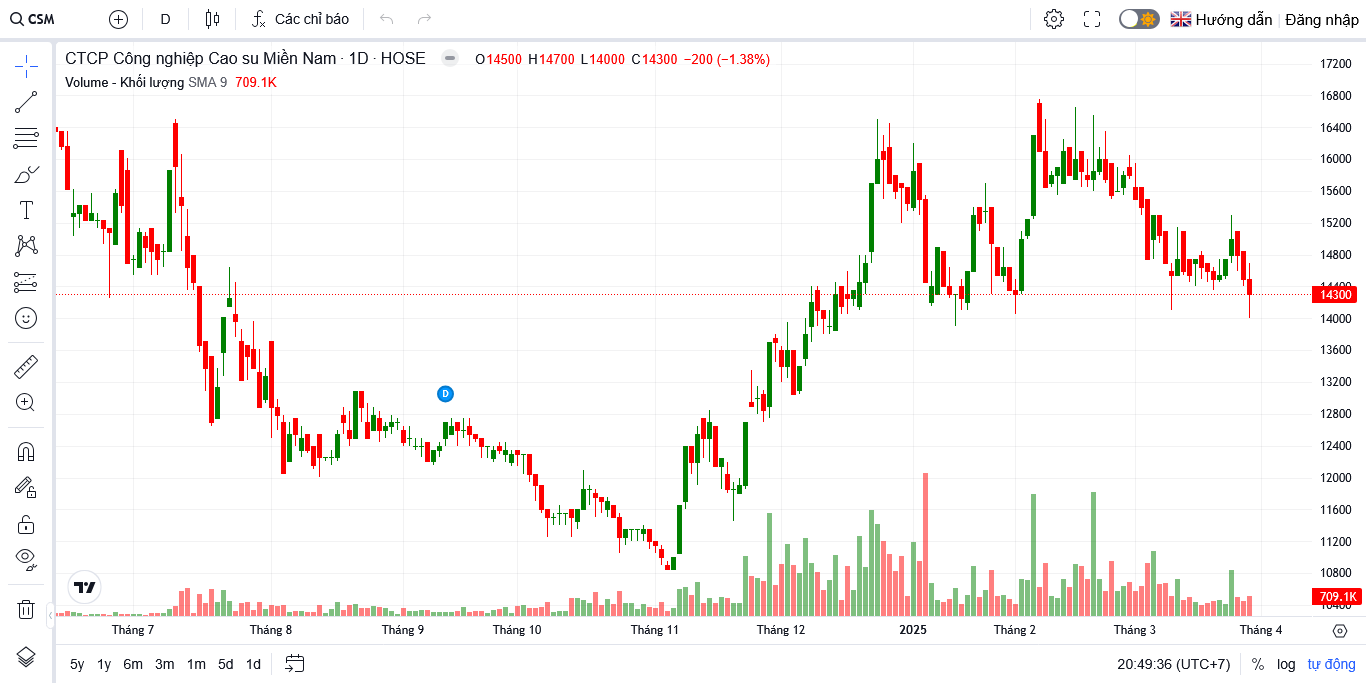 CSM D Các chỉ báo Hướng dẫn Đăng nhập
CTCP Công nghiệp Cao su Miền Nam · 1D · HOSE O14500 H14700 L14000 C14300 −200 (−1.38%)
Volume - Khối lượng SMA 9 709.1K
17200
16800
16400
16000
15600
15200
14800
14400
14300
14000
13600
13200
D
12800
12400
12000
11600
11200
10800
709.1K
10400
Tháng 7 Tháng 8 Tháng 9 Tháng 10 Tháng 11 Tháng 12 2025 Tháng 2 Tháng 3 Tháng 4
5y 1y 6m 3m 1m 5d 1d 20:49:36 (UTC+7) % log tự động